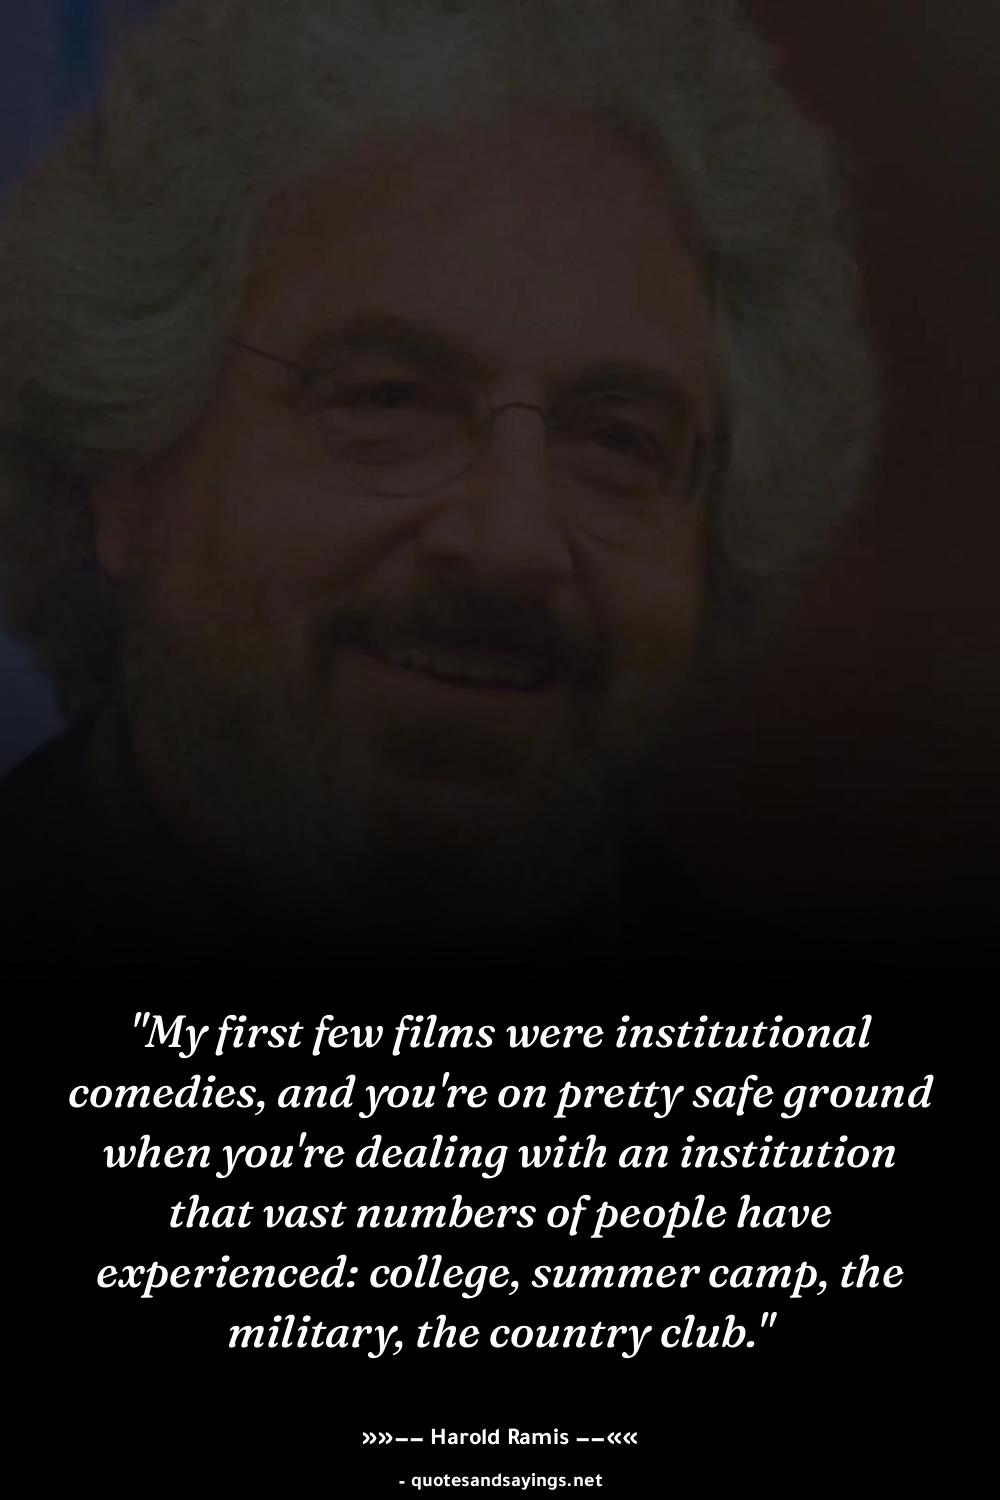 "My first few films were institutional
comedies, and you're on pretty safe ground
when you're dealing with an institution
that vast numbers of people have
experienced: college, summer camp, the
military, the country club."
»»−− Harold Ramis −−««
- quotesandsayings.net